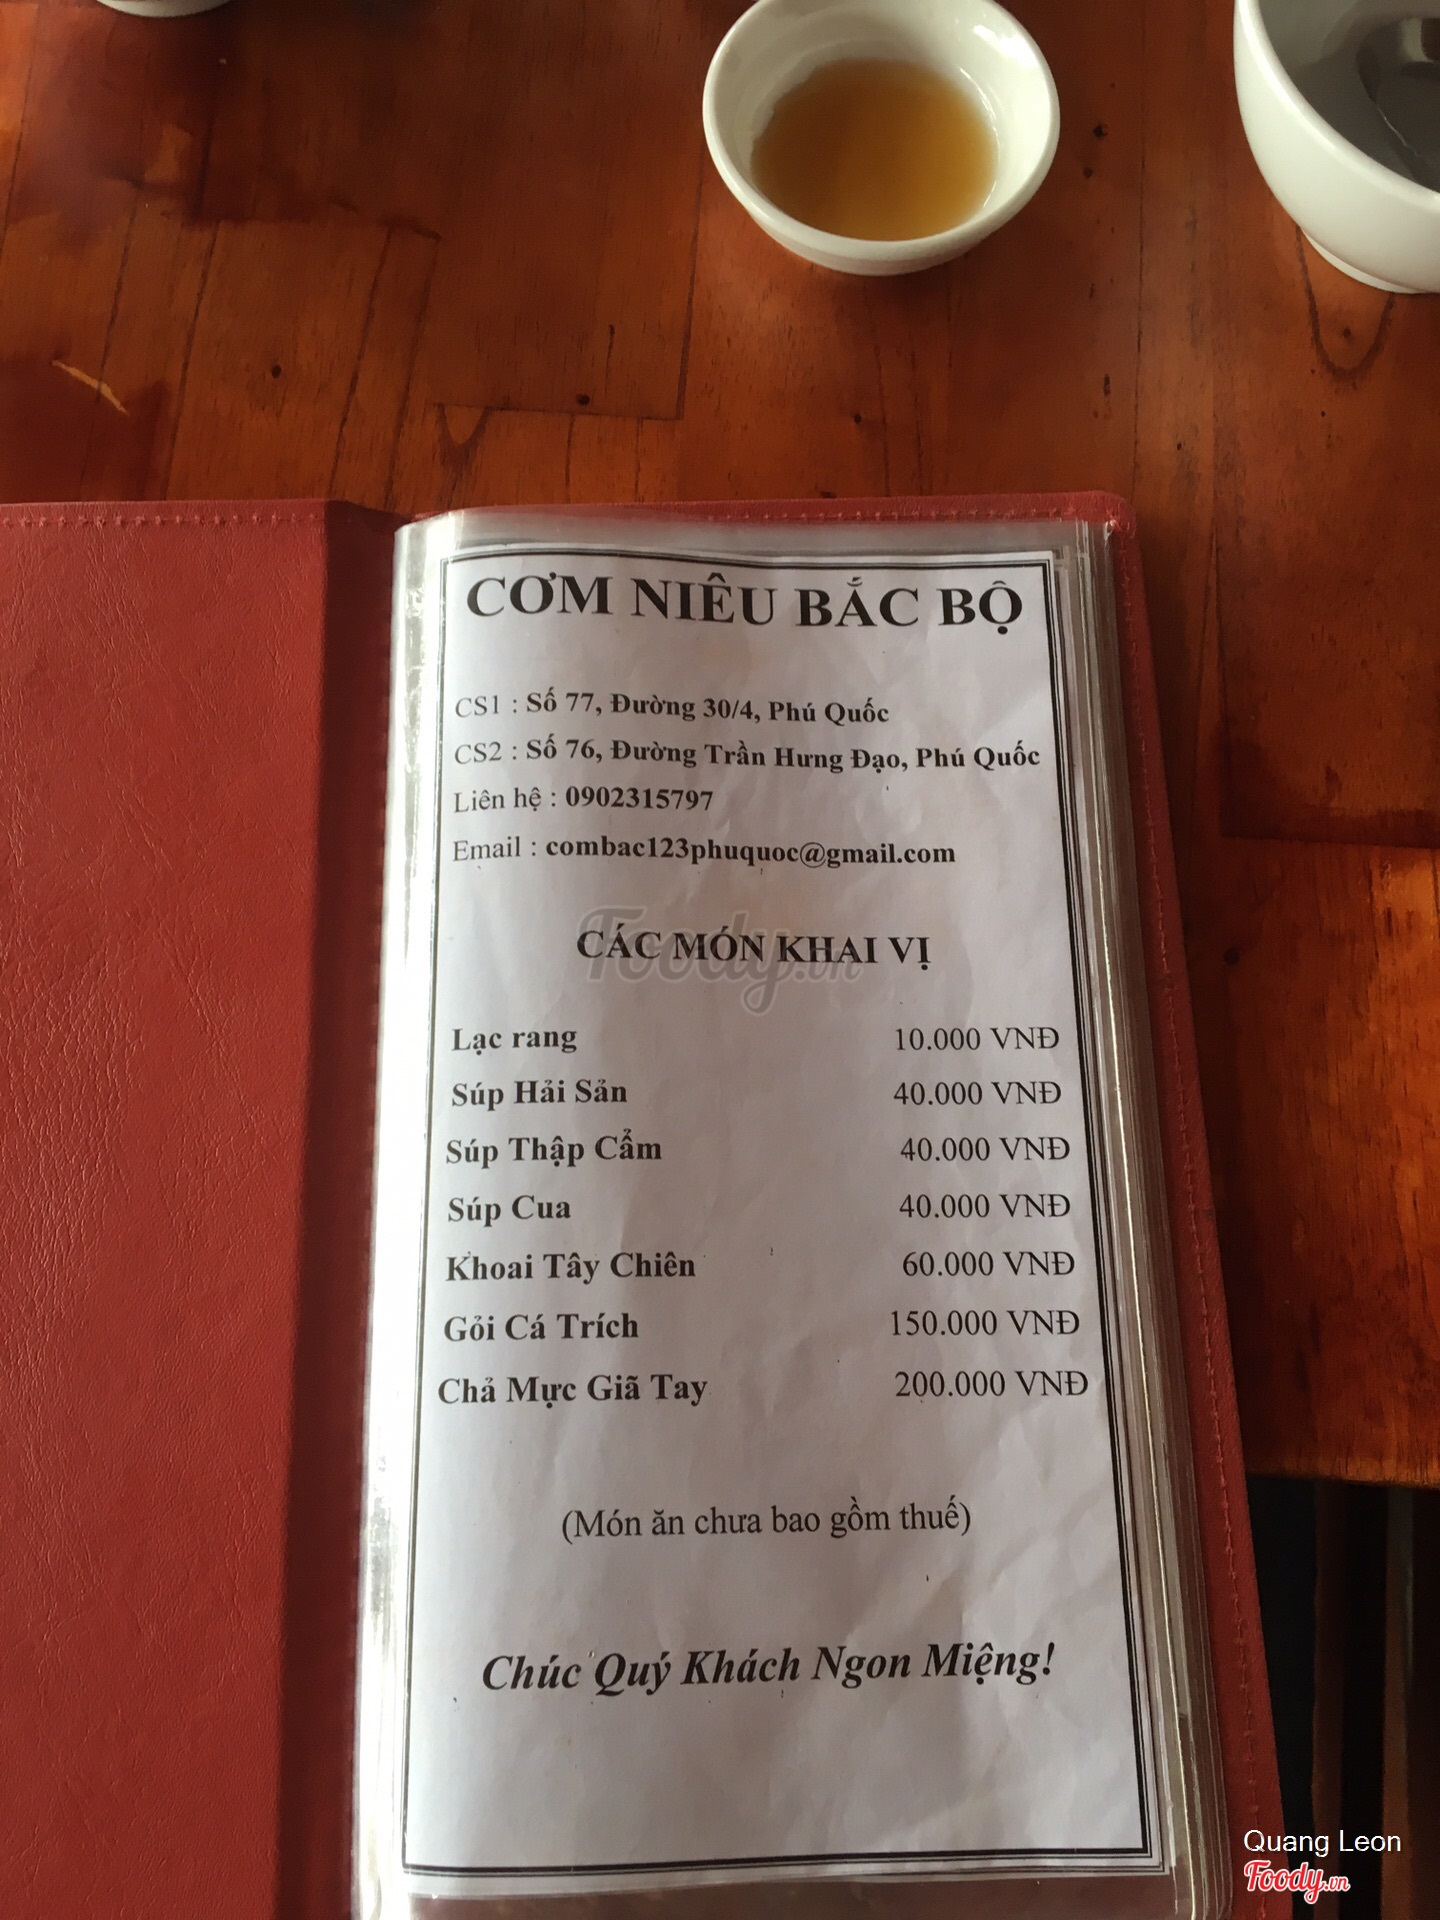 CƠM NIÊU BẮC BỘ
CS1 : Số 77, Đường 30/4, Phú Quốc
CS2 : Số 76, Đường Trần Hưng Đạo, Phú Quốc
Liên hệ : 0902315797
Email : combac123phuquoc@gmail.com
Foody.vn
CÁC MÓN KHAI VỊ
Lạc rang 10.000 VNĐ
Súp Hải Sản 40.000 VNĐ
Súp Thập Cẩm 40.000 VNĐ
Súp Cua 40.000 VNĐ
Khoai Tây Chiên 60.000 VNĐ
Gỏi Cá Trích 150.000 VNĐ
Chả Mực Giã Tay 200.000 VNĐ
(Món ăn chưa bao gồm thuế)
Chúc Quý Khách Ngon Miệng!
Quang Leon
Foody.vn